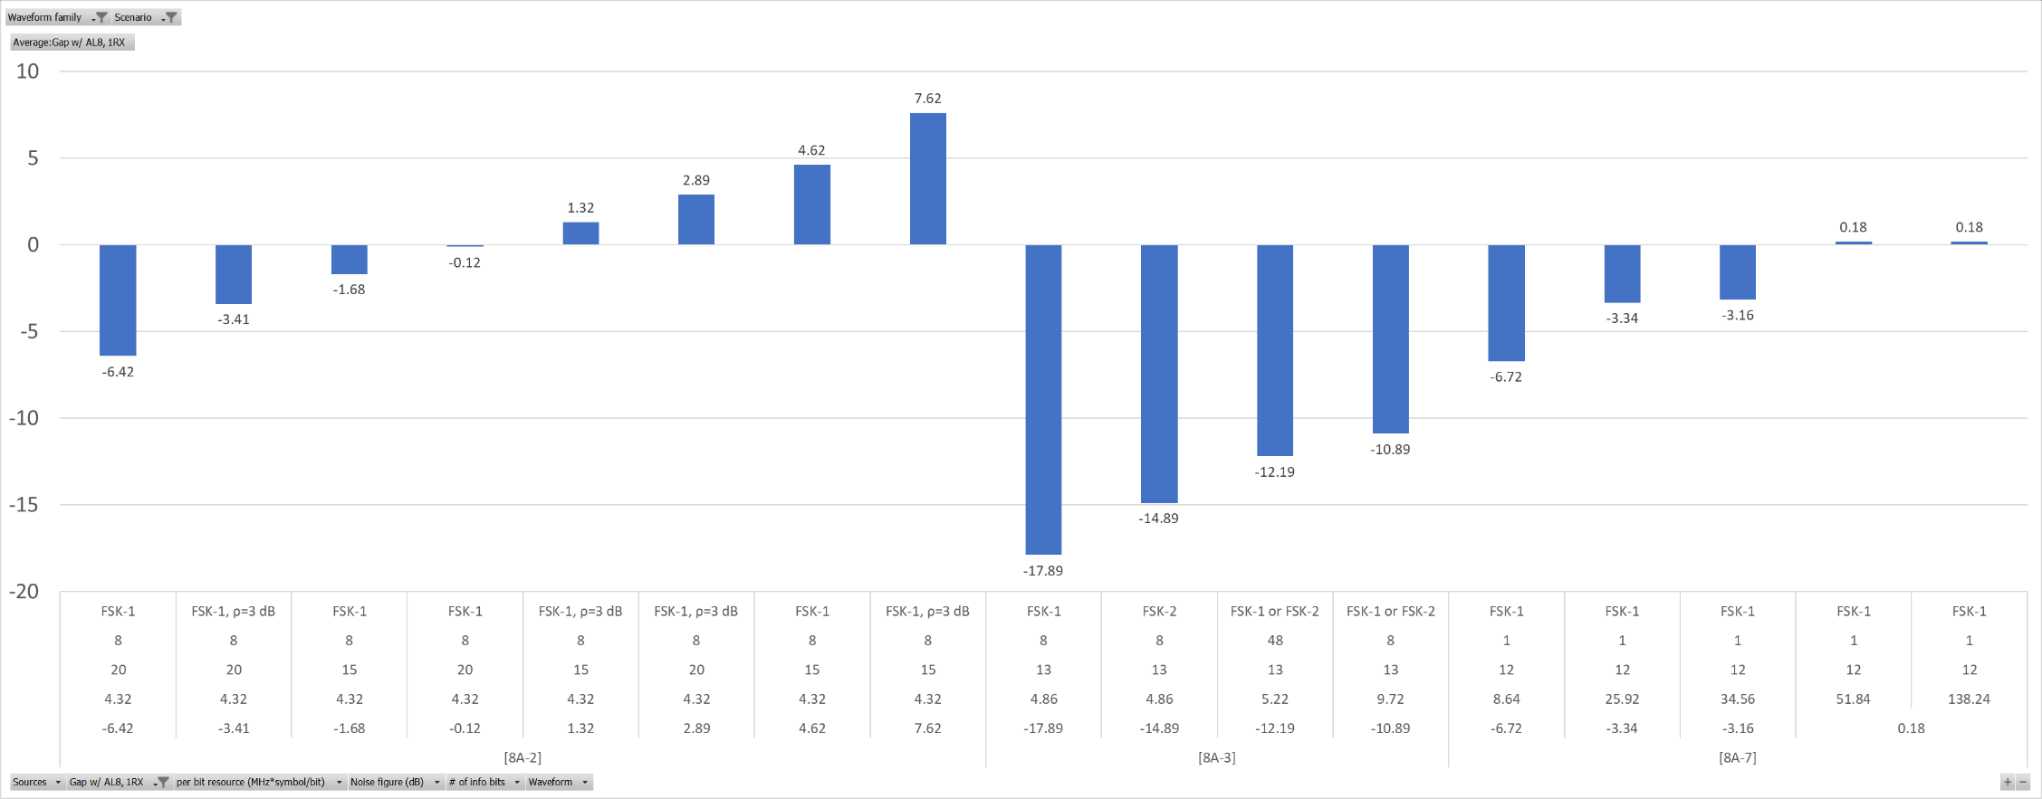 Waveform family Scenario
Average:Gap w/ AL8, 1RX
10
5
0
-5
-10
-15
-20
-6.42 -3.41 -1.68 -0.12 1.32 2.89 4.62 7.62 -17.89 -14.89 -12.19 -10.89 -6.72 -3.34 -3.16 0.18 0.18
FSK-1 FSK-1, ρ=3 dB FSK-1 FSK-1 FSK-1, ρ=3 dB FSK-1, ρ=3 dB FSK-1 FSK-1, ρ=3 dB FSK-1 FSK-2 FSK-1 or FSK-2 FSK-1 or FSK-2 FSK-1 FSK-1 FSK-1 FSK-1 FSK-1
8 8 8 8 8 8 8 8 8 8 48 8 1 1 1 1 1
20 20 15 20 15 20 15 15 13 13 13 13 12 12 12 12 12
4.32 4.32 4.32 4.32 4.32 4.32 4.32 4.32 4.86 4.86 5.22 9.72 8.64 25.92 34.56 51.84 138.24
-6.42 -3.41 -1.68 -0.12 1.32 2.89 4.62 7.62 -17.89 -14.89 -12.19 -10.89 -6.72 -3.34 -3.16 0.18
[8A-2] [8A-3] [8A-7]
Sources Gap w/ AL8, 1RX per bit resource (MHz*symbol/bit) Noise figure (dB) # of info bits Waveform + −